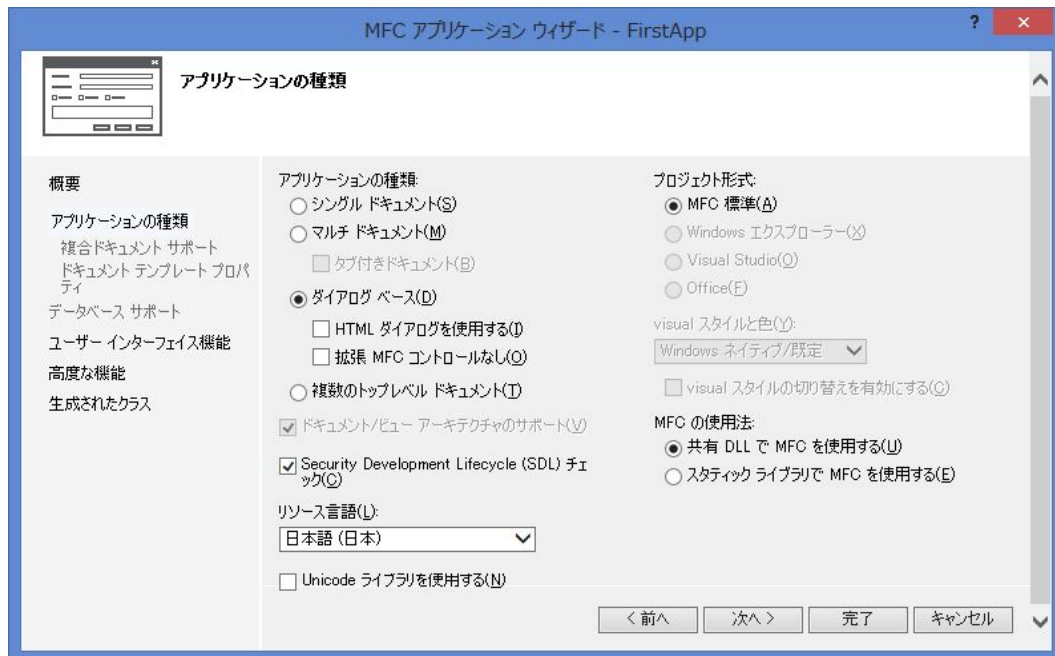 MFC アプリケーション ウィザード - FirstApp
?
×
アプリケーションの種類
概要
アプリケーションの種類
複合ドキュメント サポート
ドキュメント テンプレート プロパ
ティ
データベース サポート
ユーザー インターフェイス機能
高度な機能
生成されたクラス
アプリケーションの種類:
シングル ドキュメント(S)
マルチ ドキュメント(M)
タブ付きドキュメント(B)
ダイアログ ベース(D)
HTML ダイアログを使用する(I)
拡張 MFC コントロールなし(O)
複数のトップレベル ドキュメント(T)
ドキュメント/ビュー アーキテクチャのサポート(V)
Security Development Lifecycle (SDL) チェ
ック(C)
リソース言語(L):
日本語 (日本)
Unicode ライブラリを使用する(N)
プロジェクト形式:
MFC 標準(A)
Windows エクスプローラー(X)
Visual Studio(O)
Office(F)
visual スタイルと色(Y):
Windows ネイティブ/既定
visual スタイルの切り替えを有効にする(C)
MFC の使用法:
共有 DLL で MFC を使用する(U)
スタティック ライブラリで MFC を使用する(E)
< 前へ
次へ >
完了
キャンセル